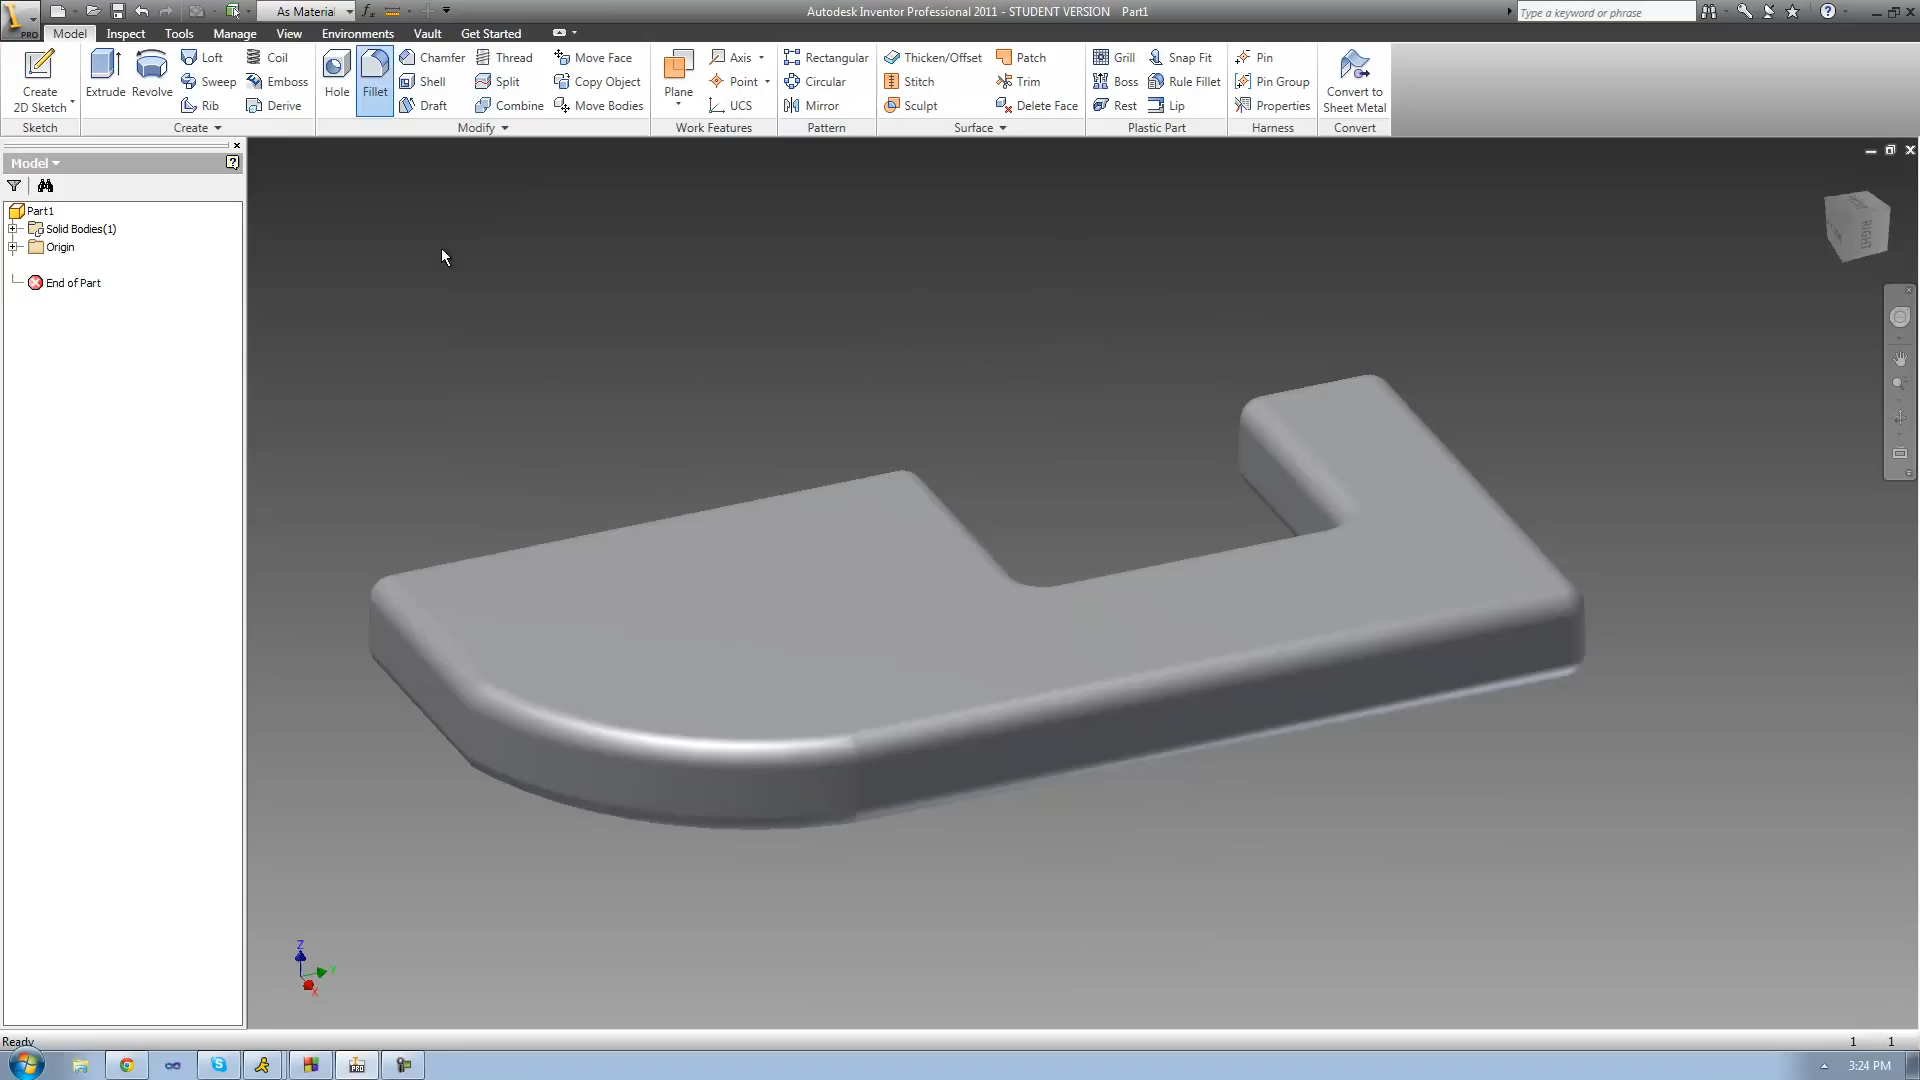 PRO
As Material
fx
Autodesk Inventor Professional 2011 - STUDENT VERSION Part1
Type a keyword or phrase
Model Inspect Tools Manage View Environments Vault Get Started
Create
2D Sketch
Extrude
Revolve
Loft
Sweep
Rib
Coil
Emboss
Derive
Hole
Fillet
Chamfer
Shell
Draft
Thread
Split
Combine
Move Face
Copy Object
Move Bodies
Plane
Axis
Point
UCS
Rectangular
Circular
Mirror
Thicken/Offset
Stitch
Sculpt
Patch
Trim
Delete Face
Grill
Boss
Rest
Snap Fit
Rule Fillet
Lip
Pin
Pin Group
Properties
Convert to
Sheet Metal
Sketch Create Modify Work Features Pattern Surface Plastic Part Harness Convert
Model
Part1
Solid Bodies(1)
Origin
End of Part
RIGHT
Z
Y
X
Ready
1 1
PRO
3:24 PM